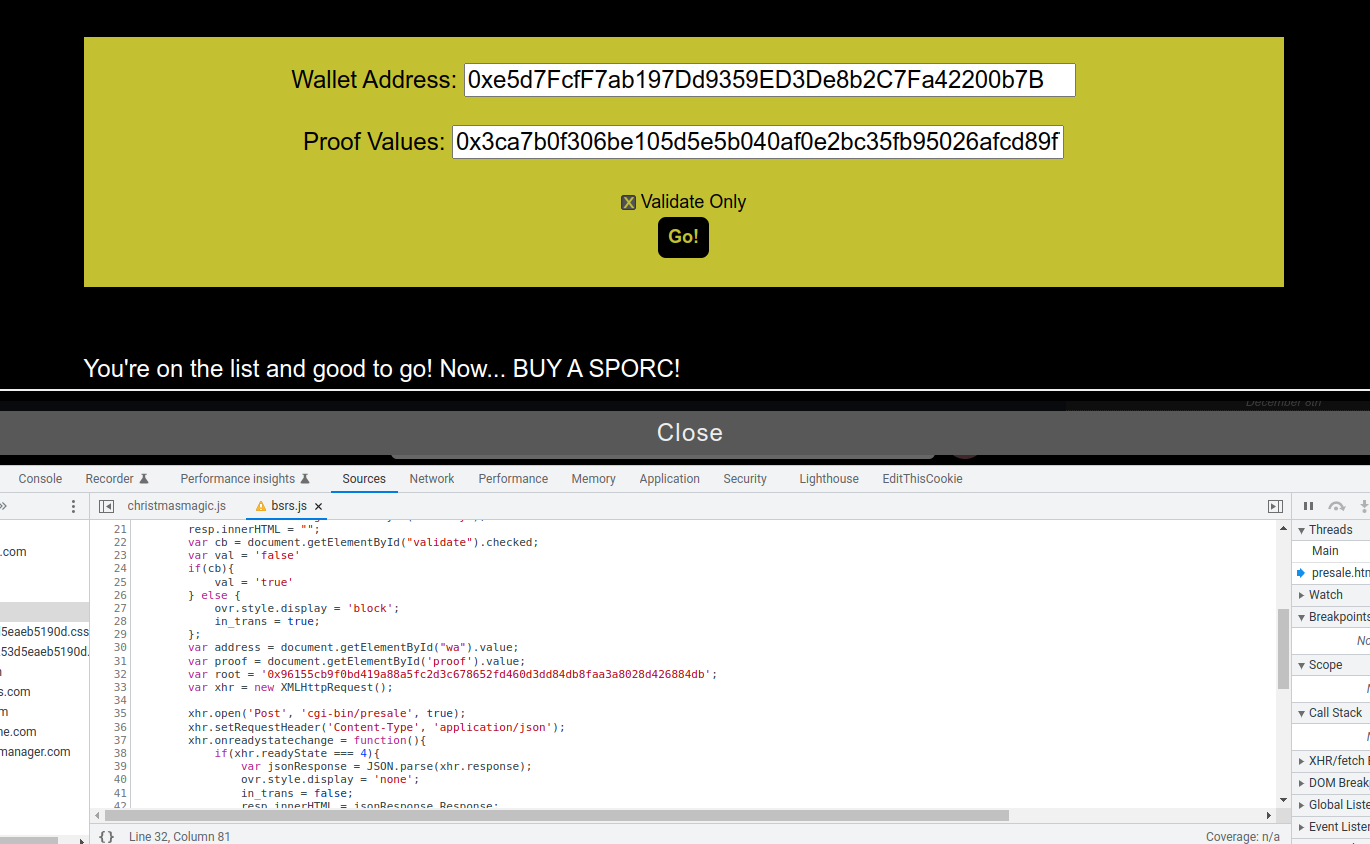 Wallet Address: 0xe5d7FcfF7ab197Dd9359ED3De8b2C7Fa42200b7B
Proof Values: 0x3ca7b0f306be105d5e5b040af0e2bc35fb95026afcd89f
X Validate Only
Go!
You're on the list and good to go! Now... BUY A SPORC!
December 8th
Close
Console Recorder Performance insights Sources Network Performance Memory Application Security Lighthouse EditThisCookie
» christmasmagic.js bsrs.js ×
.com
l5eaeb5190d.css
53d5eaeb5190d.
s.com
m
ne.com
manager.com
21 resp.innerHTML = "";
22 var cb = document.getElementById("validate").checked;
23 var val = 'false'
24 if(cb){
25 val = 'true'
26 } else {
27 ovr.style.display = 'block';
28 in_trans = true;
29 };
30 var address = document.getElementById("wa").value;
31 var proof = document.getElementById('proof').value;
32 var root = '0x96155cb9f0bd419a88a5fc2d3c678652fd460d3dd84db8faa3a8028d426884db';
33 var xhr = new XMLHttpRequest();
34
35 xhr.open('Post', 'cgi-bin/presale', true);
36 xhr.setRequestHeader('Content-Type', 'application/json');
37 xhr.onreadystatechange = function(){
38 if(xhr.readyState === 4){
39 var jsonResponse = JSON.parse(xhr.response);
40 ovr.style.display = 'none';
41 in_trans = false;
42 resp.innerHTML = jsonResponse.Response;
Threads
Main
presale.htm
Watch
Breakpoints
No
Scope
Call Stack
XHR/fetch B
DOM Break
Global Liste
Event Listen
{} Line 32, Column 81 Coverage: n/a